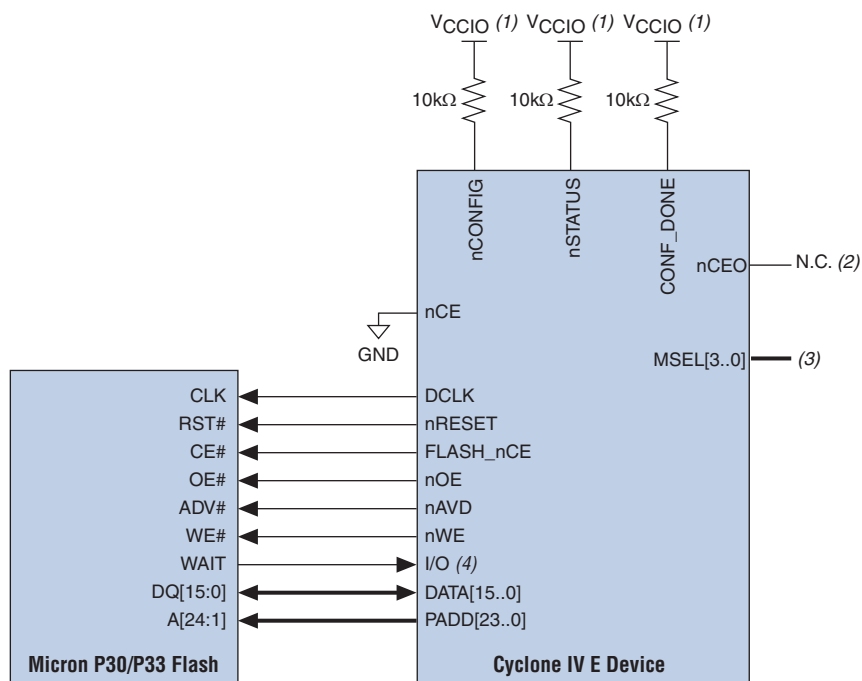 VCCIO (1) VCCIO (1) VCCIO (1)
10kΩ 10kΩ 10kΩ
nCONFIG
nSTATUS
CONF_DONE
nCEO N.C. (2)
nCE
GND
MSEL[3..0] (3)
CLK DCLK
RST# nRESET
CE# FLASH_nCE
OE# nOE
ADV# nAVD
WE# nWE
WAIT I/O (4)
DQ[15:0] DATA[15..0]
A[24:1] PADD[23..0]
Micron P30/P33 Flash Cyclone IV E Device